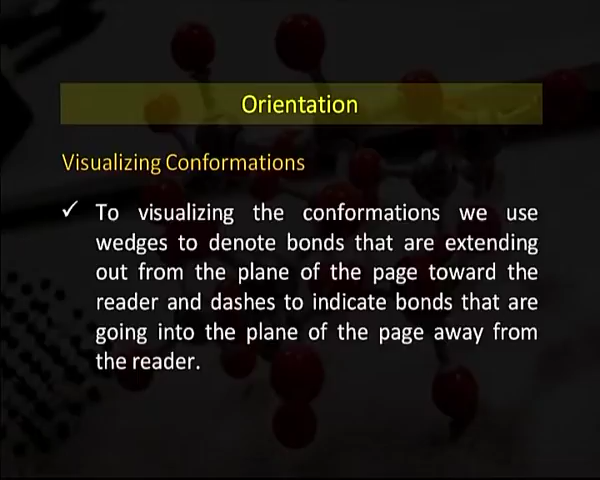 Orientation
Visualizing Conformations
✓ To visualizing the conformations we use
wedges to denote bonds that are extending
out from the plane of the page toward the
reader and dashes to indicate bonds that are
going into the plane of the page away from
the reader.